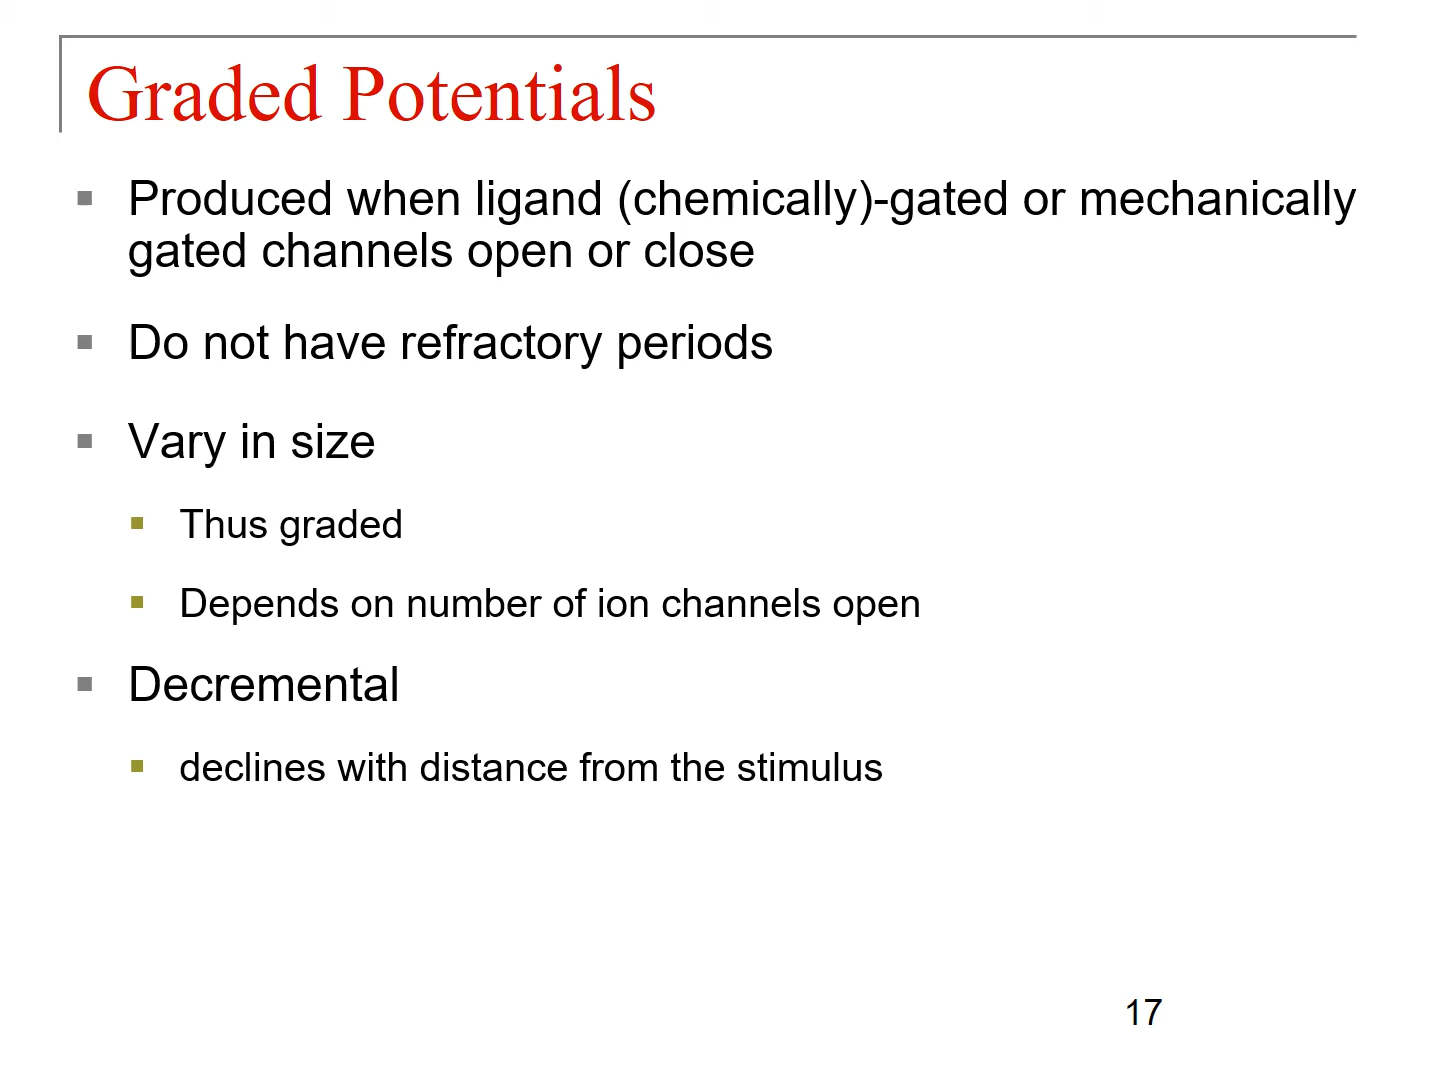 Graded Potentials
Produced when ligand (chemically)-gated or mechanically
gated channels open or close
Do not have refractory periods
Vary in size
Thus graded
Depends on number of ion channels open
Decremental
declines with distance from the stimulus
17